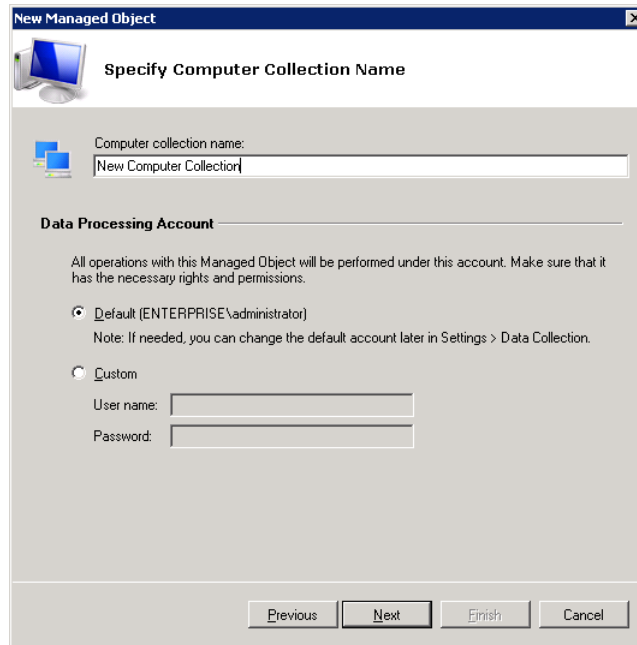 New Managed Object
Specify Computer Collection Name
Computer collection name:
New Computer Collection
Data Processing Account
All operations with this Managed Object will be performed under this account. Make sure that it
has the necessary rights and permissions.
Default (ENTERPRISE\administrator)
Note: If needed, you can change the default account later in Settings > Data Collection.
Custom
User name:
Password:
Previous Next Finish Cancel